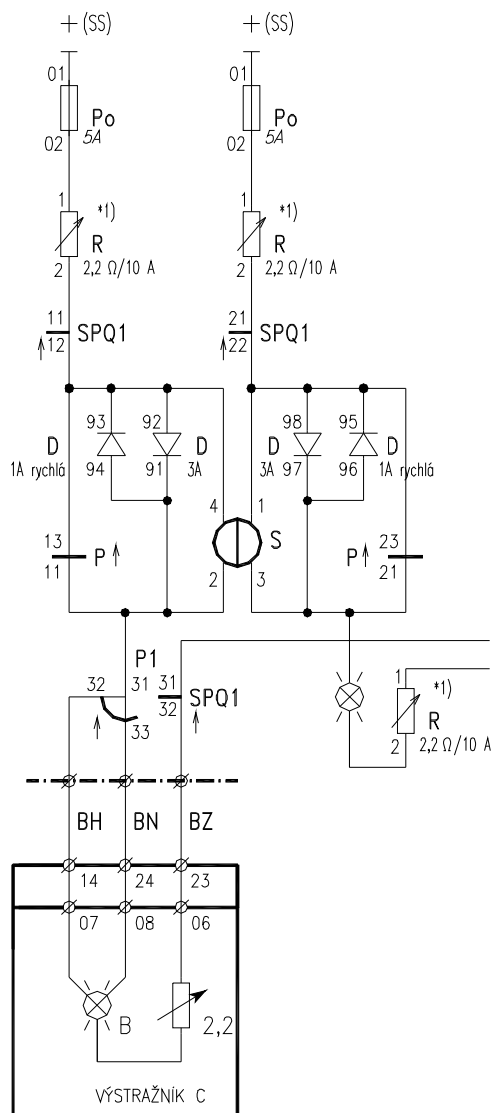 + (SS) + (SS)
01 01
Po Po
02 5A 02 5A
1 *1) 1 *1)
R R
2 2,2 Ω/10 A 2 2,2 Ω/10 A
11 SPQ1 21 SPQ1
12 22
93 92 98 95
D D D D
1A rychlá 94 91 3A 3A 97 96 1A rychlá
4 1
13 P S P 23
11 2 3 21
P1
32 31 31 SPQ1 1 *1)
33 32 R
2 2,2 Ω/10 A
BH BN BZ
14 24 23
07 08 06
B 2,2
VÝSTRAŽNÍK C